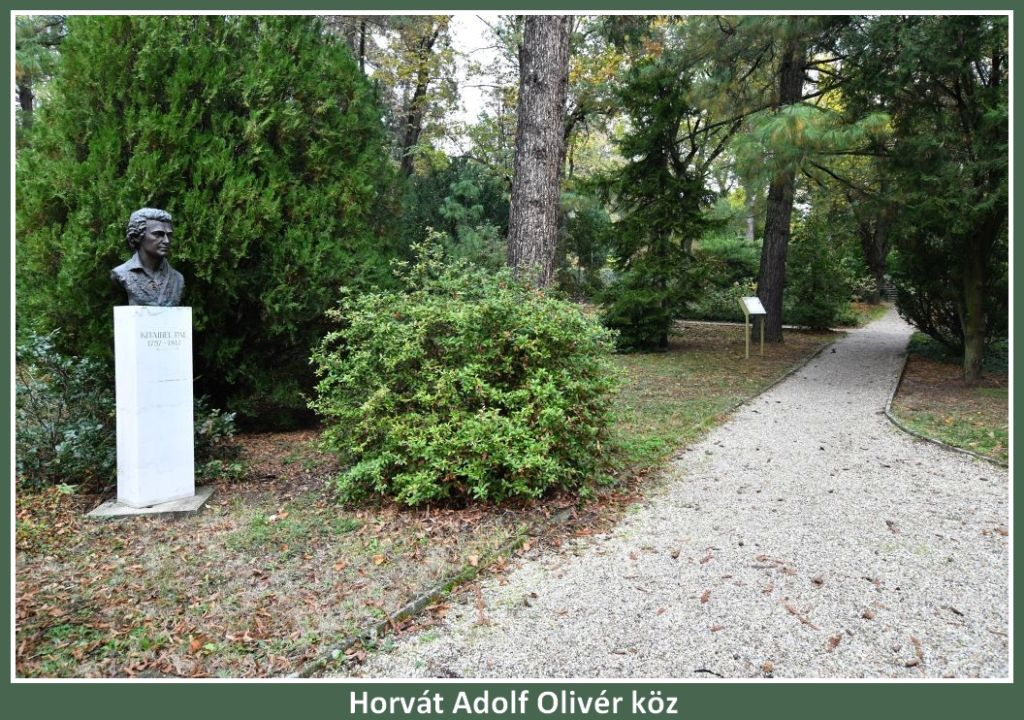 KITAIBEL PÁL
1757 - 1817
Horvát Adolf Olivér köz